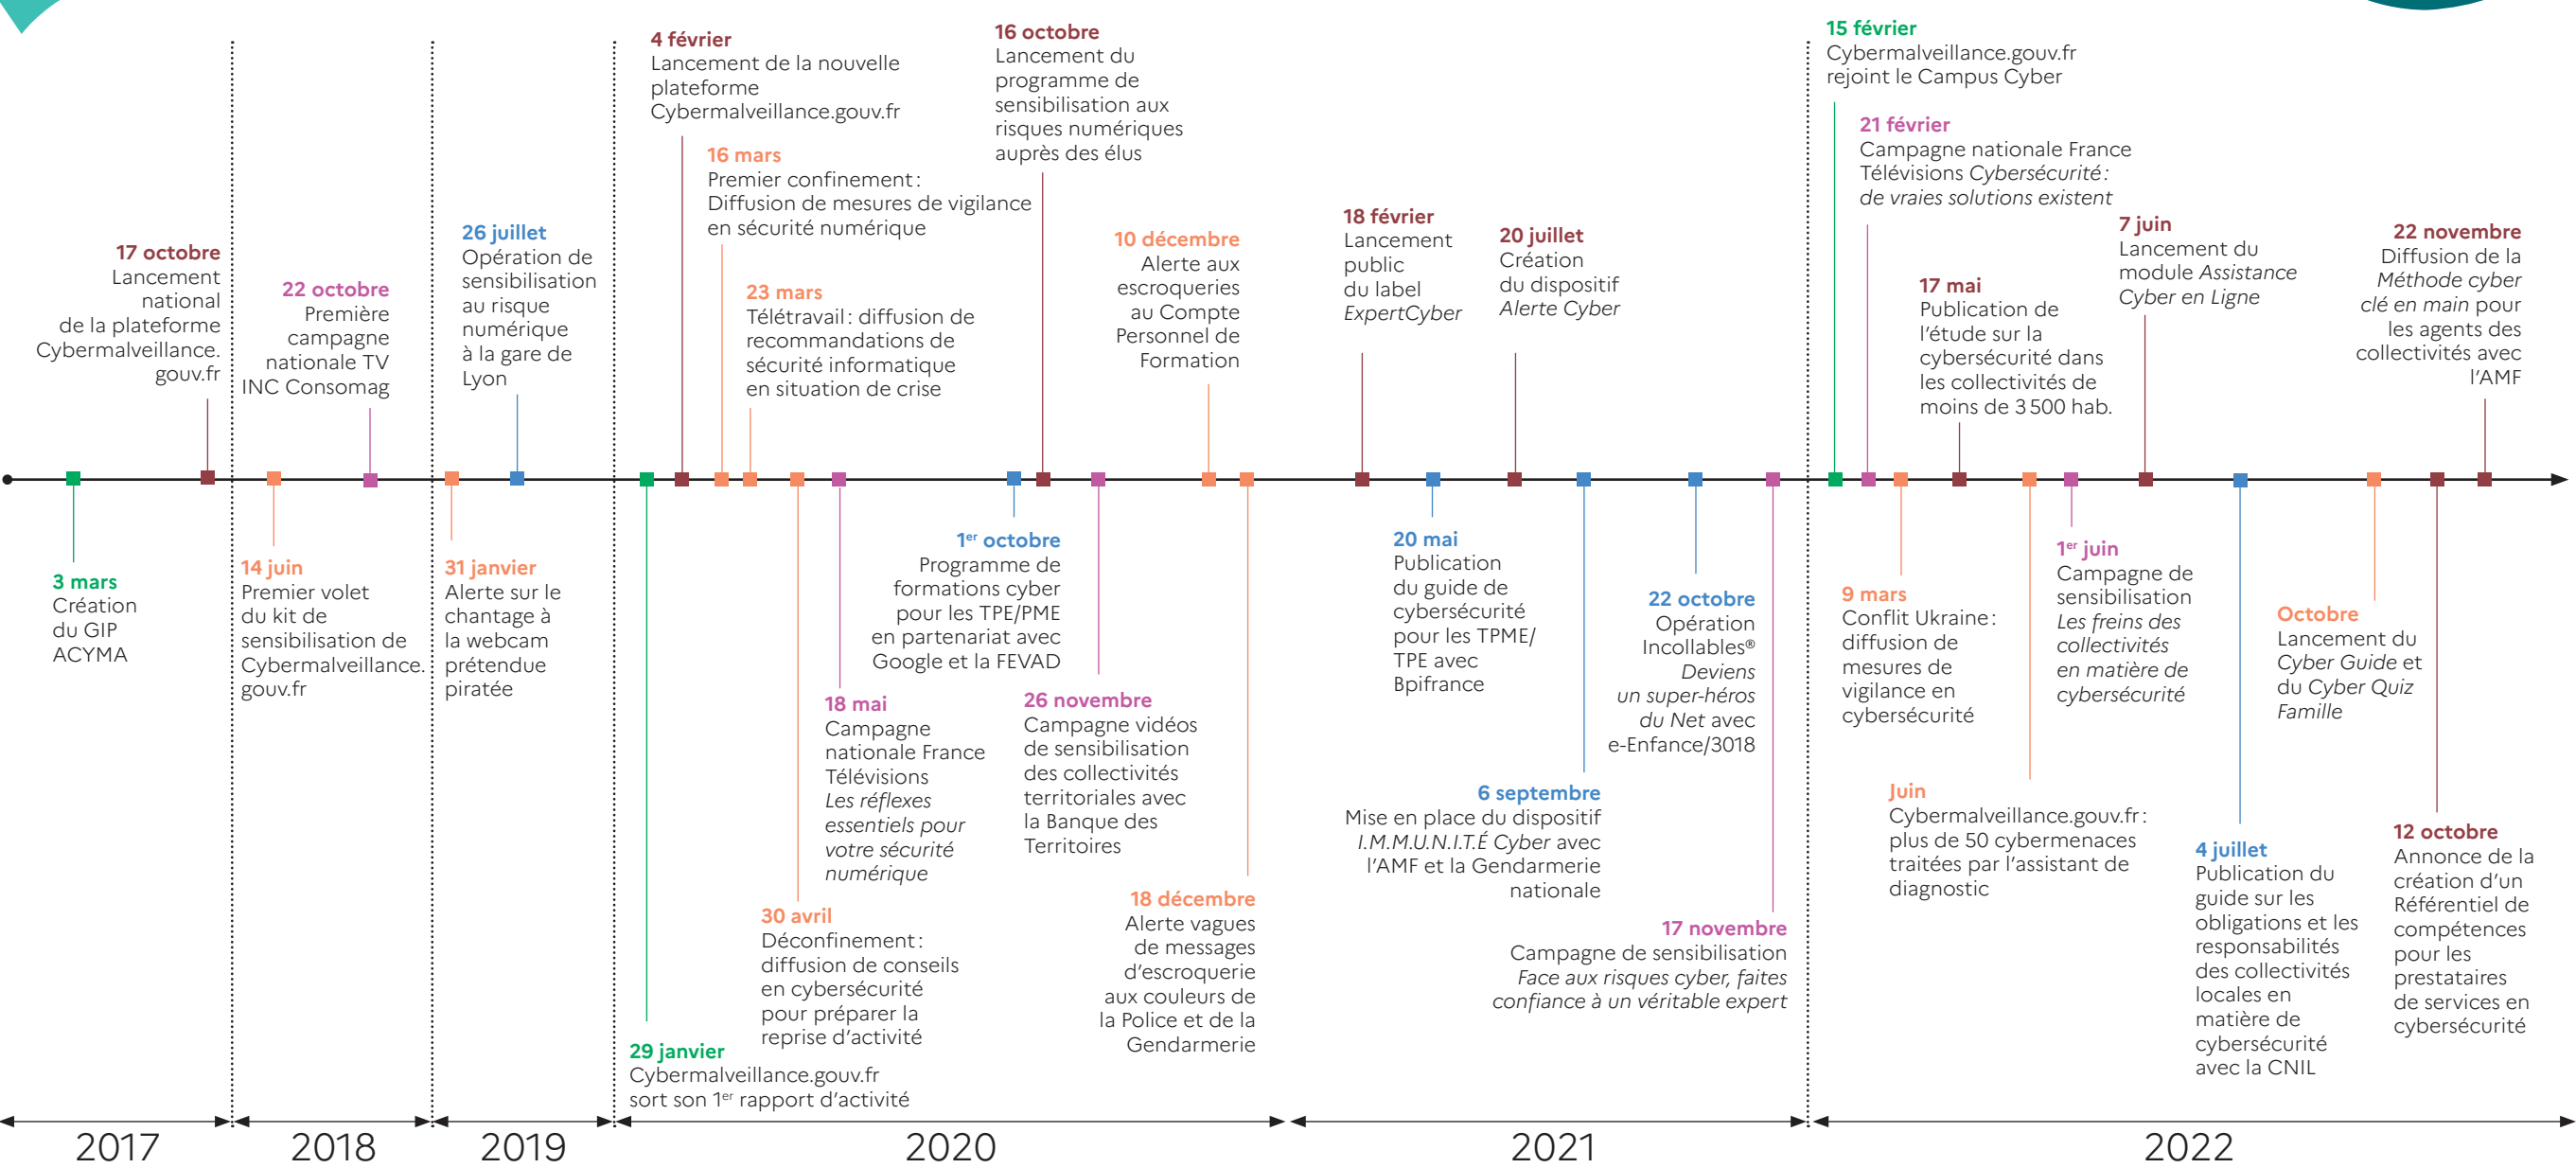 17 octobre
Lancement
national
de la plateforme
Cybermalveillance.
gouv.fr
3 mars
Création
du GIP
ACYMA
22 octobre
Première
campagne
nationale TV
INC Consomag
14 juin
Premier volet
du kit de
sensibilisation de
Cybermalveillance.
gouv.fr
26 juillet
Opération de
sensibilisation
au risque
numérique
à la gare de
Lyon
31 janvier
Alerte sur le
chantage à
la webcam
prétendue
piratée
4 février
Lancement de la nouvelle
plateforme
Cybermalveillance.gouv.fr
16 mars
Premier confinement :
Diffusion de mesures de vigilance
en sécurité numérique
23 mars
Télétravail : diffusion de
recommandations de
sécurité informatique
en situation de crise
16 octobre
Lancement du
programme de
sensibilisation aux
risques numériques
auprès des élus
10 décembre
Alerte aux
escroqueries
au Compte
Personnel de
Formation
29 janvier
Cybermalveillance.gouv.fr
sort son 1er rapport d’activité
30 avril
Déconfinement :
diffusion de conseils
en cybersécurité
pour préparer la
reprise d’activité
18 mai
Campagne
nationale France
Télévisions
Les réflexes
essentiels pour
votre sécurité
numérique
1er octobre
Programme de
formations cyber
pour les TPE/PME
en partenariat avec
Google et la FEVAD
26 novembre
Campagne vidéos
de sensibilisation
des collectivités
territoriales avec
la Banque des
Territoires
18 décembre
Alerte vagues
de messages
d’escroquerie
aux couleurs de
la Police et de la
Gendarmerie
18 février
Lancement
public
du label
ExpertCyber
20 juillet
Création
du dispositif
Alerte Cyber
20 mai
Publication
du guide de
cybersécurité
pour les TPME/
TPE avec
Bpifrance
6 septembre
Mise en place du dispositif
I.M.M.U.N.I.T.É Cyber avec
l’AMF et la Gendarmerie
nationale
22 octobre
Opération
Incollables®
Deviens
un super-héros
du Net avec
e-Enfance/3018
17 novembre
Campagne de sensibilisation
Face aux risques cyber, faites
confiance à un véritable expert
15 février
Cybermalveillance.gouv.fr
rejoint le Campus Cyber
21 février
Campagne nationale France
Télévisions Cybersécurité :
de vraies solutions existent
17 mai
Publication de
l’étude sur la
cybersécurité dans
les collectivités de
moins de 3 500 hab.
7 juin
Lancement du
module Assistance
Cyber en Ligne
22 novembre
Diffusion de la
Méthode cyber
clé en main pour
les agents des
collectivités avec
l’AMF
9 mars
Conflit Ukraine :
diffusion de
mesures de
vigilance en
cybersécurité
Juin
Cybermalveillance.gouv.fr :
plus de 50 cybermenaces
traitées par l’assistant de
diagnostic
1er juin
Campagne de
sensibilisation
Les freins des
collectivités
en matière de
cybersécurité
4 juillet
Publication du
guide sur les
obligations et les
responsabilités
des collectivités
locales en
matière de
cybersécurité
avec la CNIL
Octobre
Lancement du
Cyber Guide et
du Cyber Quiz
Famille
12 octobre
Annonce de la
création d’un
Référentiel de
compétences
pour les
prestataires
de services en
cybersécurité
2017
2018
2019
2020
2021
2022